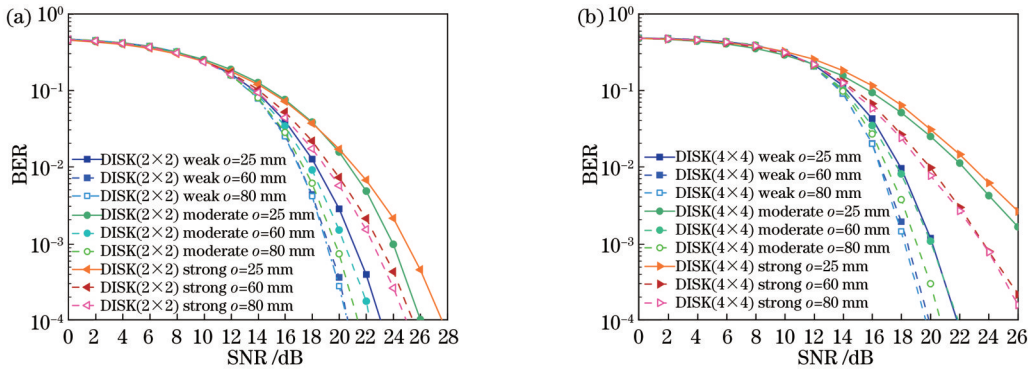 (a)
10⁰
10⁻¹
10⁻²
10⁻³
10⁻⁴
BER
DISK(2×2) weak o=25 mm
DISK(2×2) weak o=60 mm
DISK(2×2) weak o=80 mm
DISK(2×2) moderate o=25 mm
DISK(2×2) moderate o=60 mm
DISK(2×2) moderate o=80 mm
DISK(2×2) strong o=25 mm
DISK(2×2) strong o=60 mm
DISK(2×2) strong o=80 mm
0 2 4 6 8 10 12 14 16 18 20 22 24 26 28
SNR /dB
(b)
10⁰
10⁻¹
10⁻²
10⁻³
10⁻⁴
BER
DISK(4×4) weak o=25 mm
DISK(4×4) weak o=60 mm
DISK(4×4) weak o=80 mm
DISK(4×4) moderate o=25 mm
DISK(4×4) moderate o=60 mm
DISK(4×4) moderate o=80 mm
DISK(4×4) strong o=25 mm
DISK(4×4) strong o=60 mm
DISK(4×4) strong o=80 mm
0 2 4 6 8 10 12 14 16 18 20 22 24 26
SNR /dB